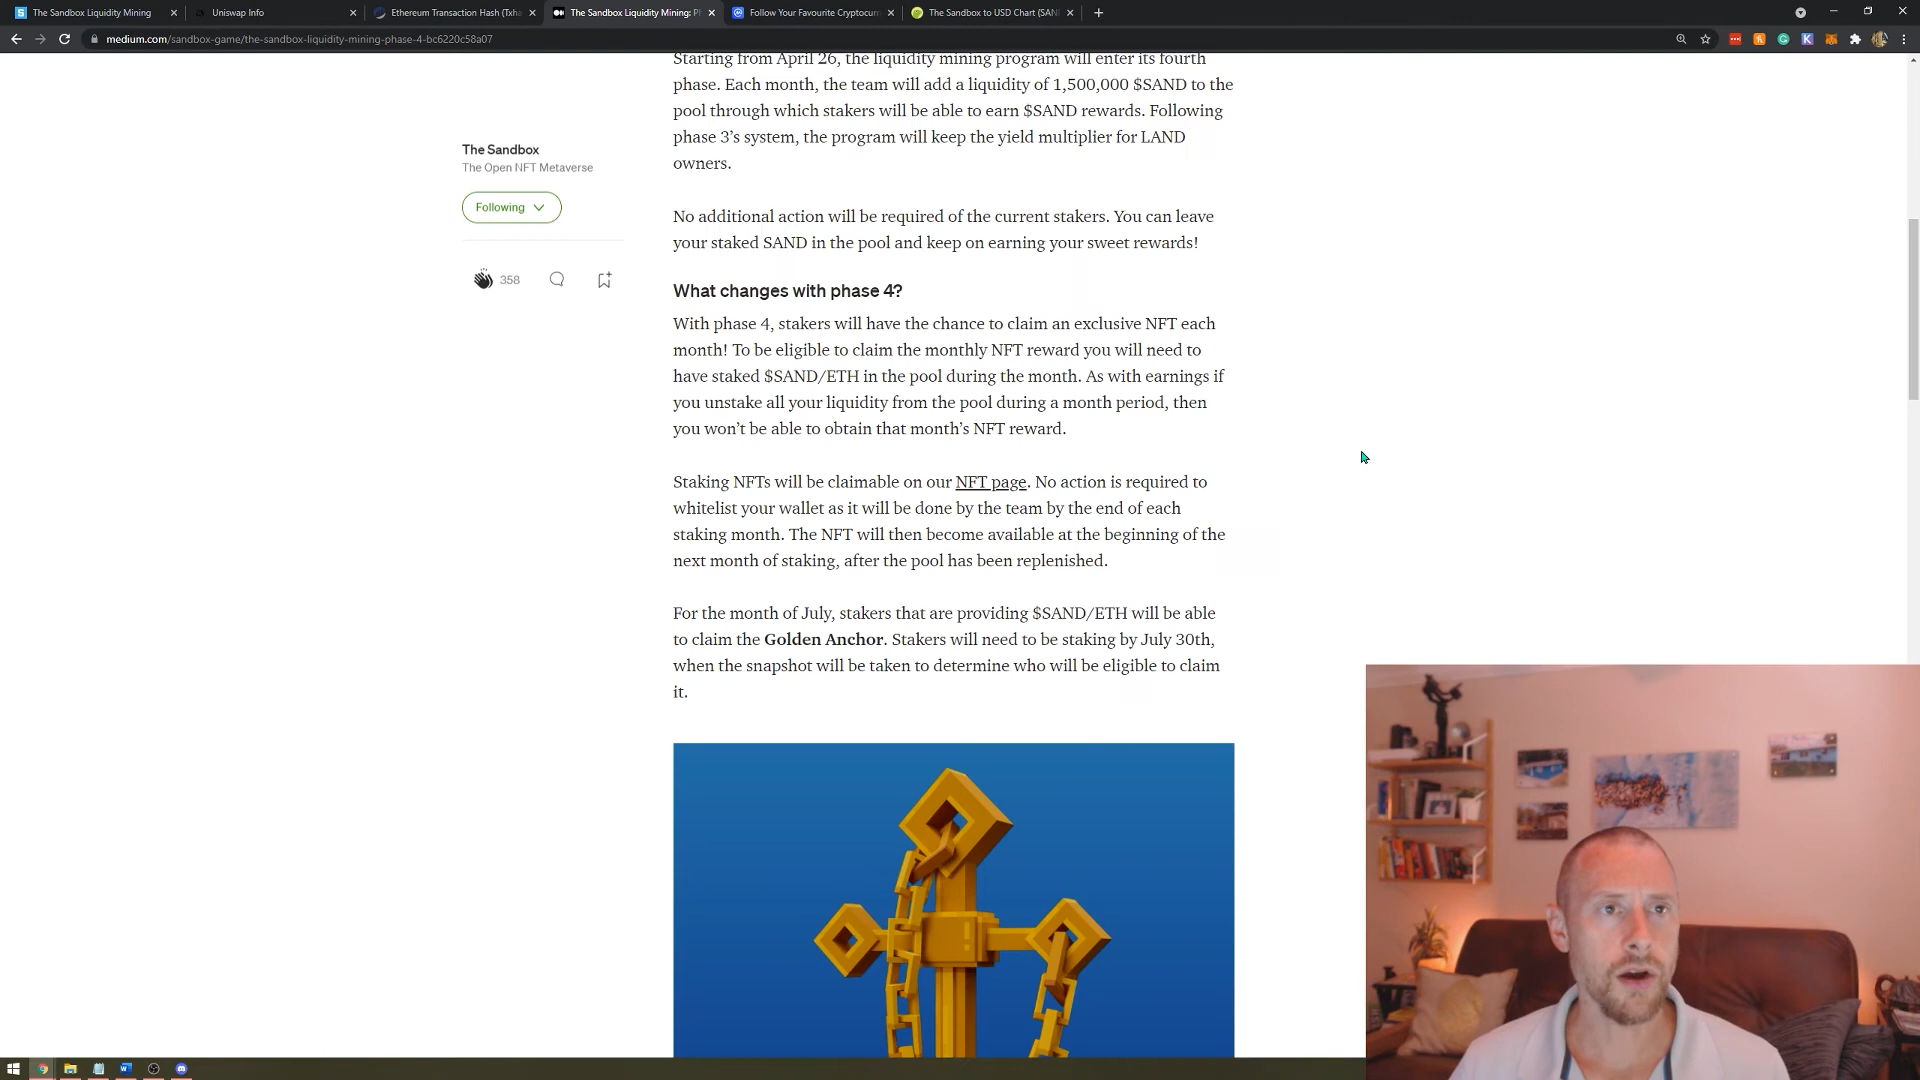 The Sandbox Liquidity Mining
Uniswap Info
Ethereum Transaction Hash (Txha
The Sandbox Liquidity Mining: Ph
Follow Your Favourite Cryptocurr
The Sandbox to USD Chart (SAN
medium.com/sandbox-game/the-sandbox-liquidity-mining-phase-4-bc6220c58a07
Starting from April 26, the liquidity mining program will enter its fourth
phase. Each month, the team will add a liquidity of 1,500,000 $SAND to the
pool through which stakers will be able to earn $SAND rewards. Following
phase 3’s system, the program will keep the yield multiplier for LAND
owners.
The Sandbox
The Open NFT Metaverse
Following
358
No additional action will be required of the current stakers. You can leave
your staked SAND in the pool and keep on earning your sweet rewards!
What changes with phase 4?
With phase 4, stakers will have the chance to claim an exclusive NFT each
month! To be eligible to claim the monthly NFT reward you will need to
have staked $SAND/ETH in the pool during the month. As with earnings if
you unstake all your liquidity from the pool during a month period, then
you won’t be able to obtain that month’s NFT reward.
Staking NFTs will be claimable on our NFT page. No action is required to
whitelist your wallet as it will be done by the team by the end of each
staking month. The NFT will then become available at the beginning of the
next month of staking, after the pool has been replenished.
For the month of July, stakers that are providing $SAND/ETH will be able
to claim the Golden Anchor. Stakers will need to be staking by July 30th,
when the snapshot will be taken to determine who will be eligible to claim
it.